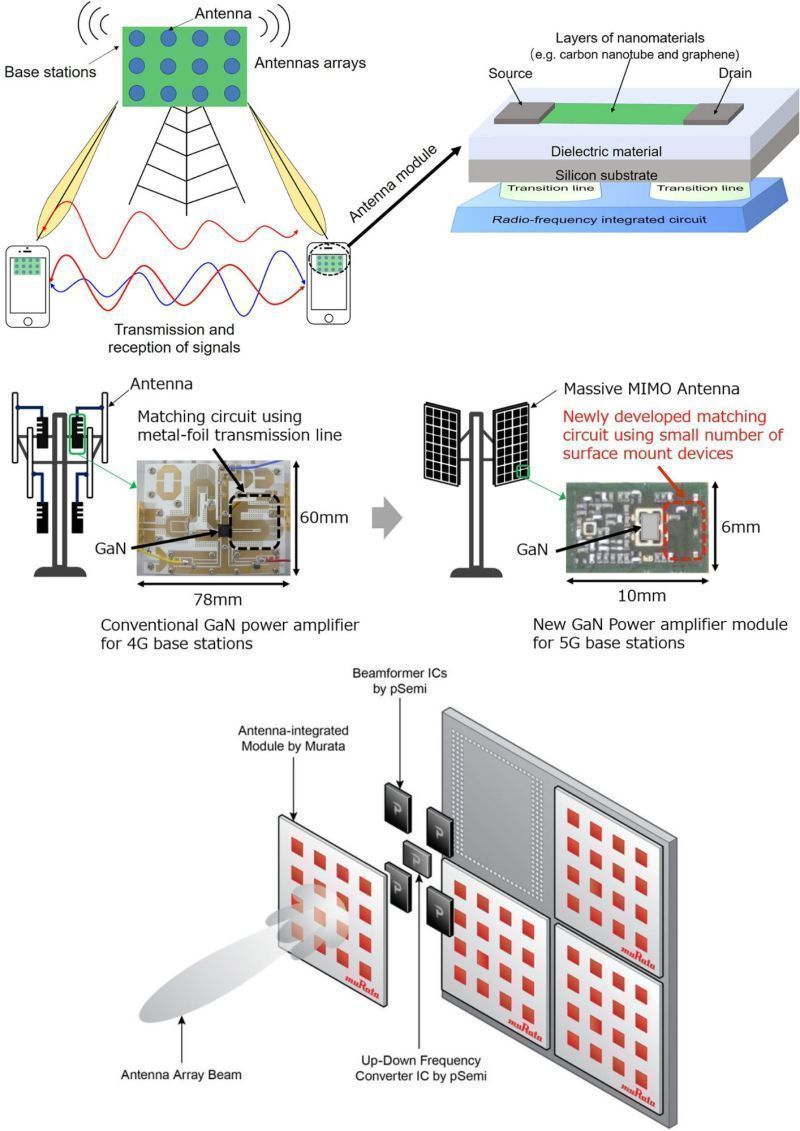 Antenna
Base stations
Antennas arrays
Antenna module
Transmission and
reception of signals
Layers of nanomaterials
(e.g. carbon nanotube and graphene)
Source
Drain
Dielectric material
Silicon substrate
Transition line
Transition line
Radio-frequency integrated circuit
Antenna
Matching circuit using
metal-foil transmission line
GaN
60mm
78mm
Conventional GaN power amplifier
for 4G base stations
Massive MIMO Antenna
Newly developed matching
circuit using small number of
surface mount devices
GaN
6mm
10mm
New GaN Power amplifier module
for 5G base stations
Beamformer ICs
by pSemi
Antenna-integrated
Module by Murata
muRata
muRata
muRata
muRata
Antenna Array Beam
Up-Down Frequency
Converter IC by pSemi